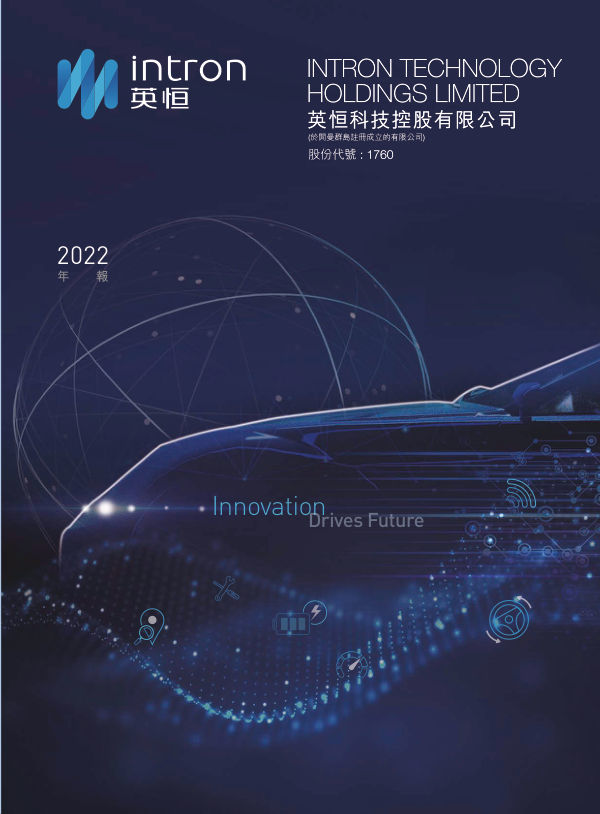 intron
英恒
INTRON TECHNOLOGY
HOLDINGS LIMITED
英恒科技控股有限公司
(於開曼群島註冊成立的有限公司)
股份代號 : 1760
2022
年 報
Innovation
Drives Future